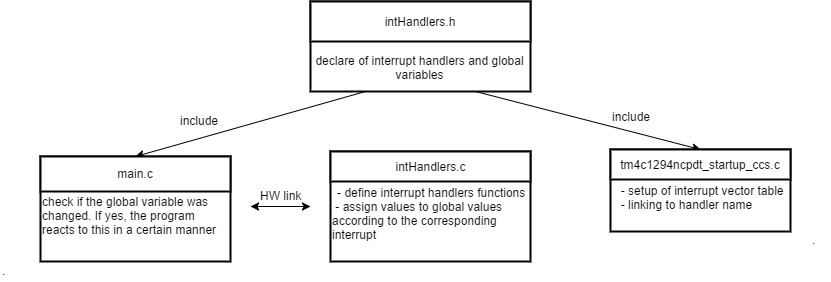 intHandlers.h
declare of interrupt handlers and global
variables
include
include
main.c
check if the global variable was
changed. If yes, the program
reacts to this in a certain manner
HW link
intHandlers.c
- define interrupt handlers functions
- assign values to global values
according to the corresponding
interrupt
tm4c1294ncpdt_startup_ccs.c
- setup of interrupt vector table
- linking to handler name